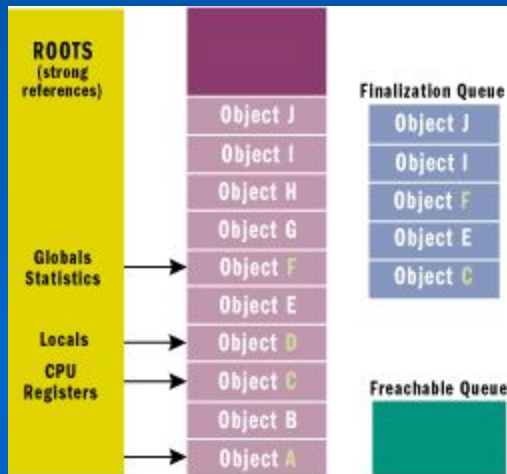 ROOTS
(strong
references)
Globals
Statistics
Locals
CPU
Registers
Object J
Object I
Object H
Object G
Object F
Object E
Object D
Object C
Object B
Object A
Finalization Queue
Object J
Object I
Object F
Object E
Object C
Freachable Queue